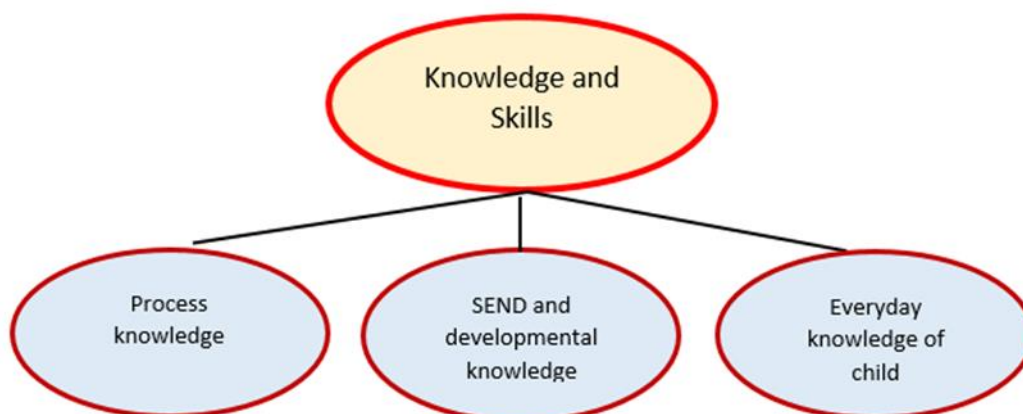 Knowledge and
Skills
Process
knowledge
SEND and
developmental
knowledge
Everyday
knowledge of
child